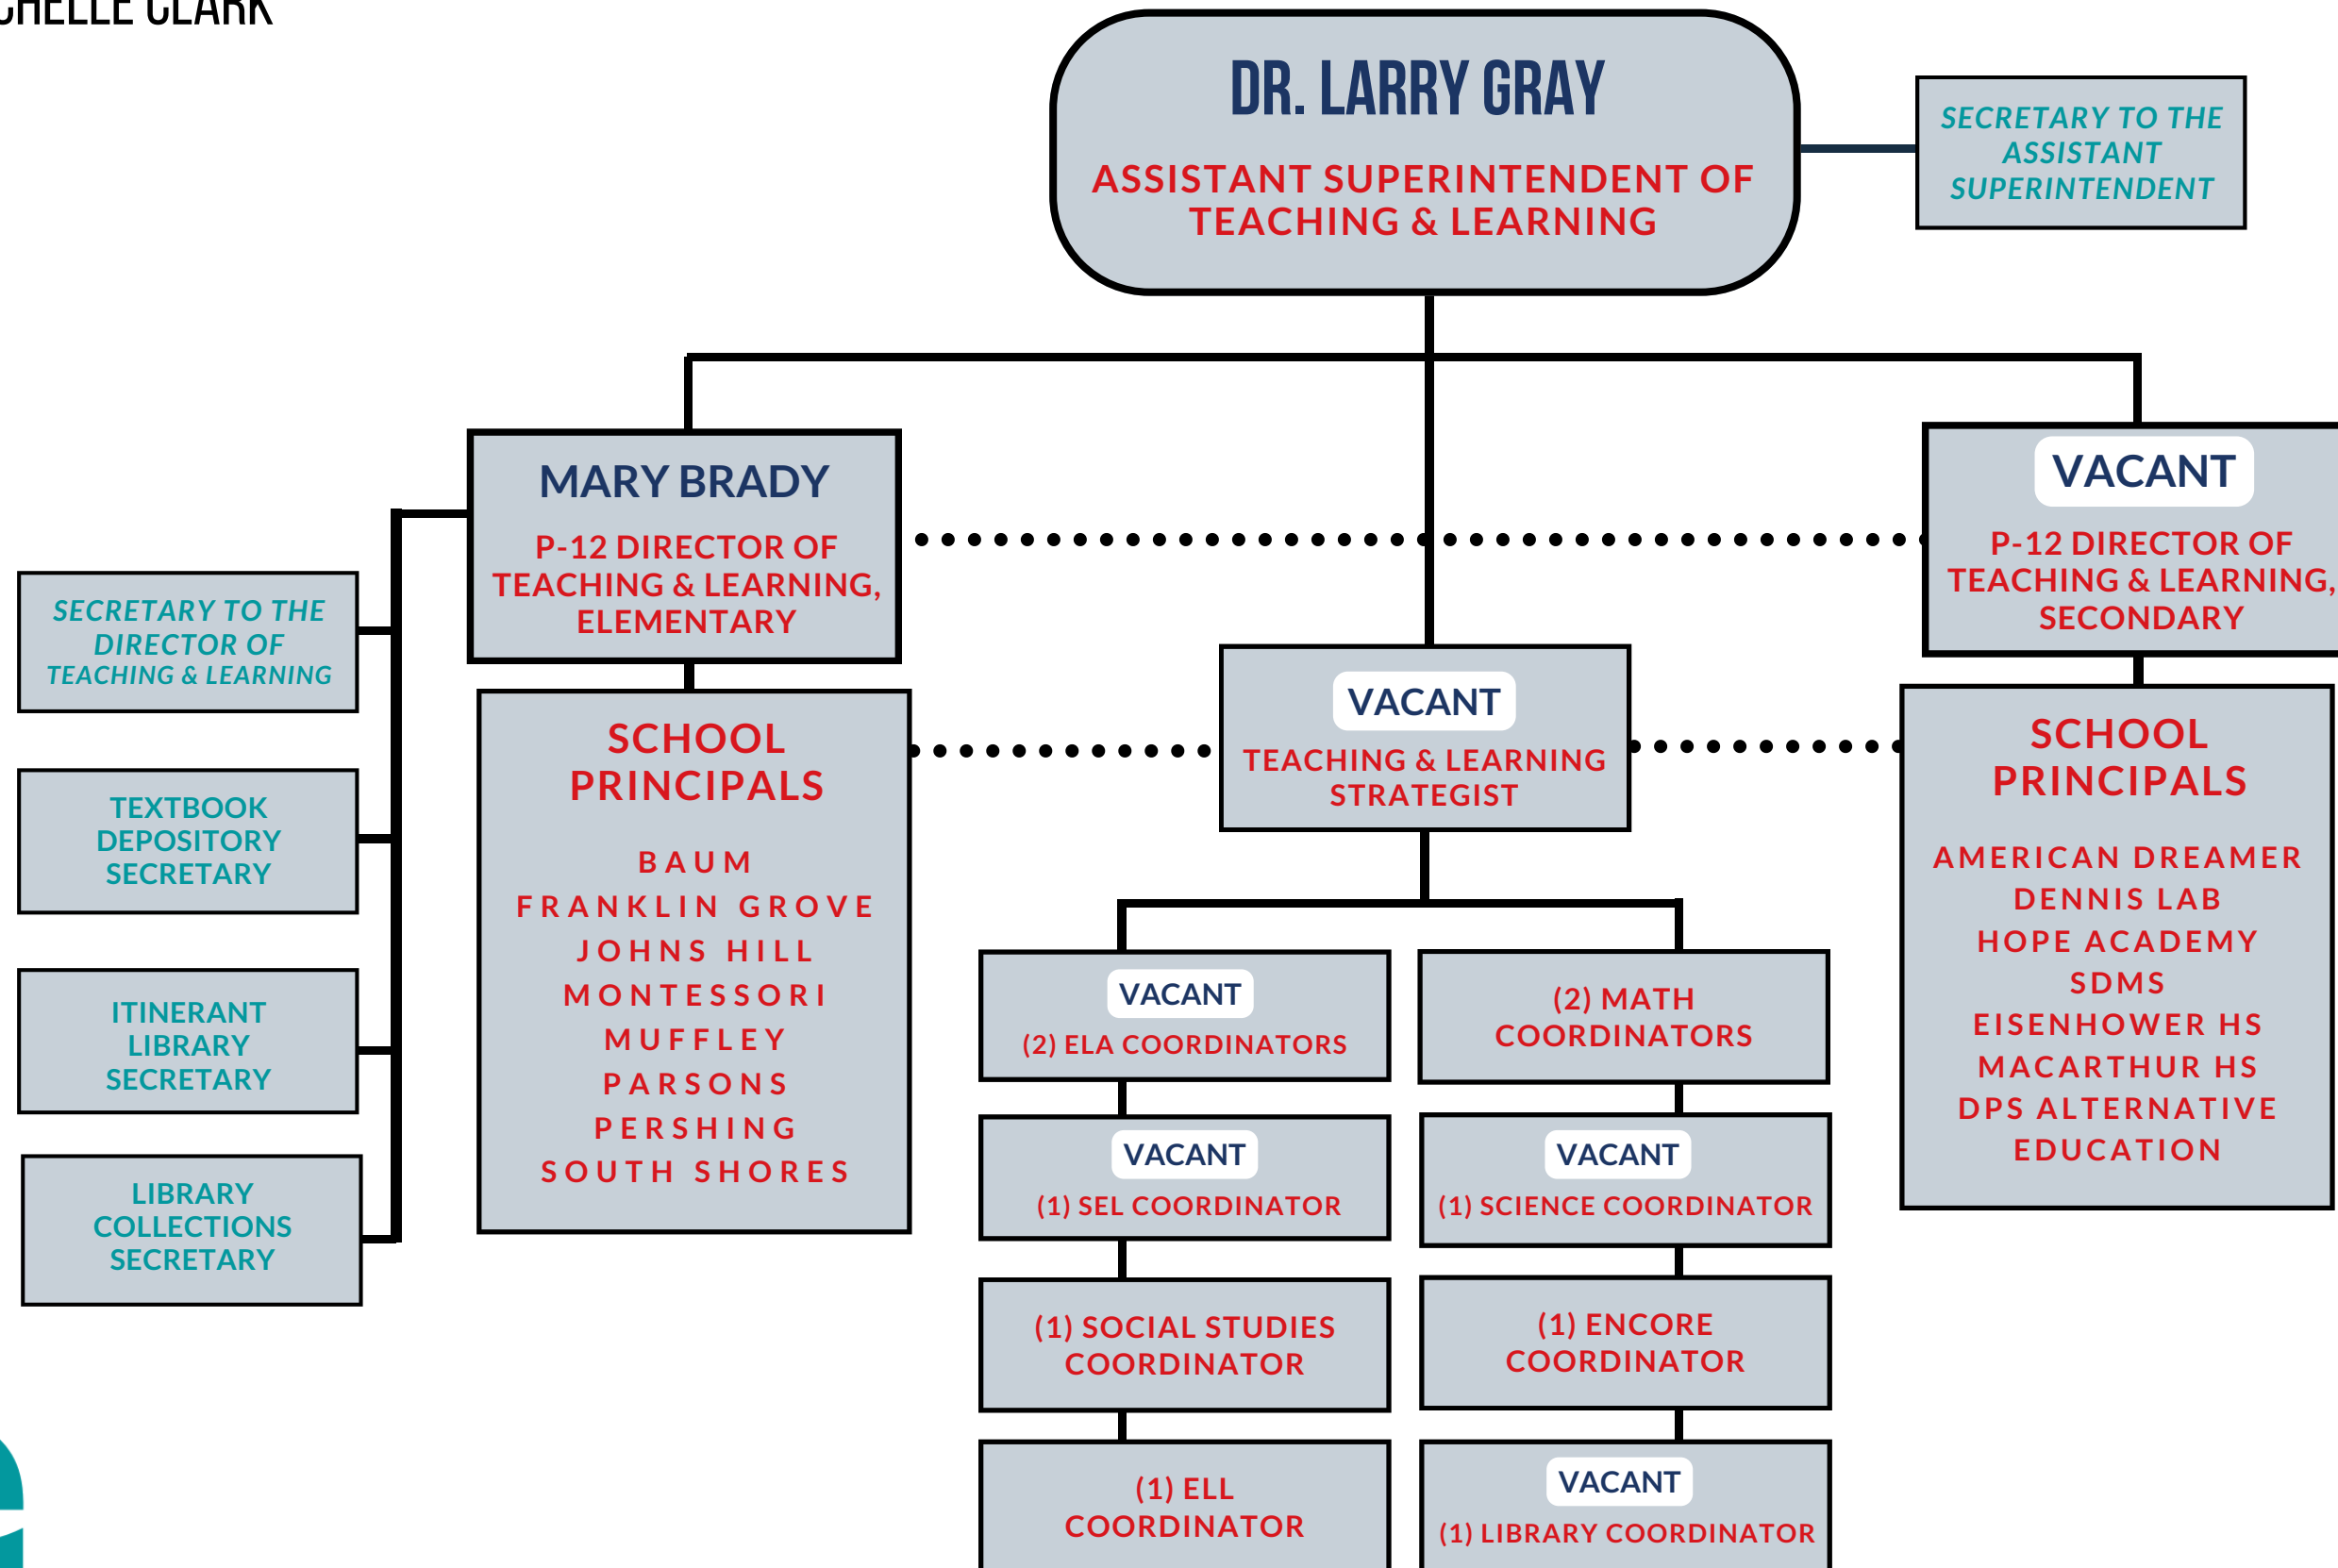 CLARK
DR. LARRY GRAY
ASSISTANT SUPERINTENDENT OF
TEACHING & LEARNING
SECRETARY TO THE
ASSISTANT
SUPERINTENDENT
MARY BRADY
P-12 DIRECTOR OF
TEACHING & LEARNING,
ELEMENTARY
VACANT
P-12 DIRECTOR OF
TEACHING & LEARNING,
SECONDARY
SECRETARY TO THE
DIRECTOR OF
TEACHING & LEARNING
TEXTBOOK
DEPOSITORY
SECRETARY
ITINERANT
LIBRARY
SECRETARY
LIBRARY
COLLECTIONS
SECRETARY
SCHOOL
PRINCIPALS
BAUM
FRANKLIN GROVE
JOHNS HILL
MONTESSORI
MUFFLEY
PARSONS
PERSHING
SOUTH SHORES
VACANT
TEACHING & LEARNING
STRATEGIST
VACANT
(2) ELA COORDINATORS
VACANT
(1) SEL COORDINATOR
(1) SOCIAL STUDIES
COORDINATOR
(1) ELL
COORDINATOR
(2) MATH
COORDINATORS
VACANT
(1) SCIENCE COORDINATOR
(1) ENCORE
COORDINATOR
VACANT
(1) LIBRARY COORDINATOR
SCHOOL
PRINCIPALS
AMERICAN DREAMER
DENNIS LAB
HOPE ACADEMY
SDMS
EISENHOWER HS
MACARTHUR HS
DPS ALTERNATIVE
EDUCATION